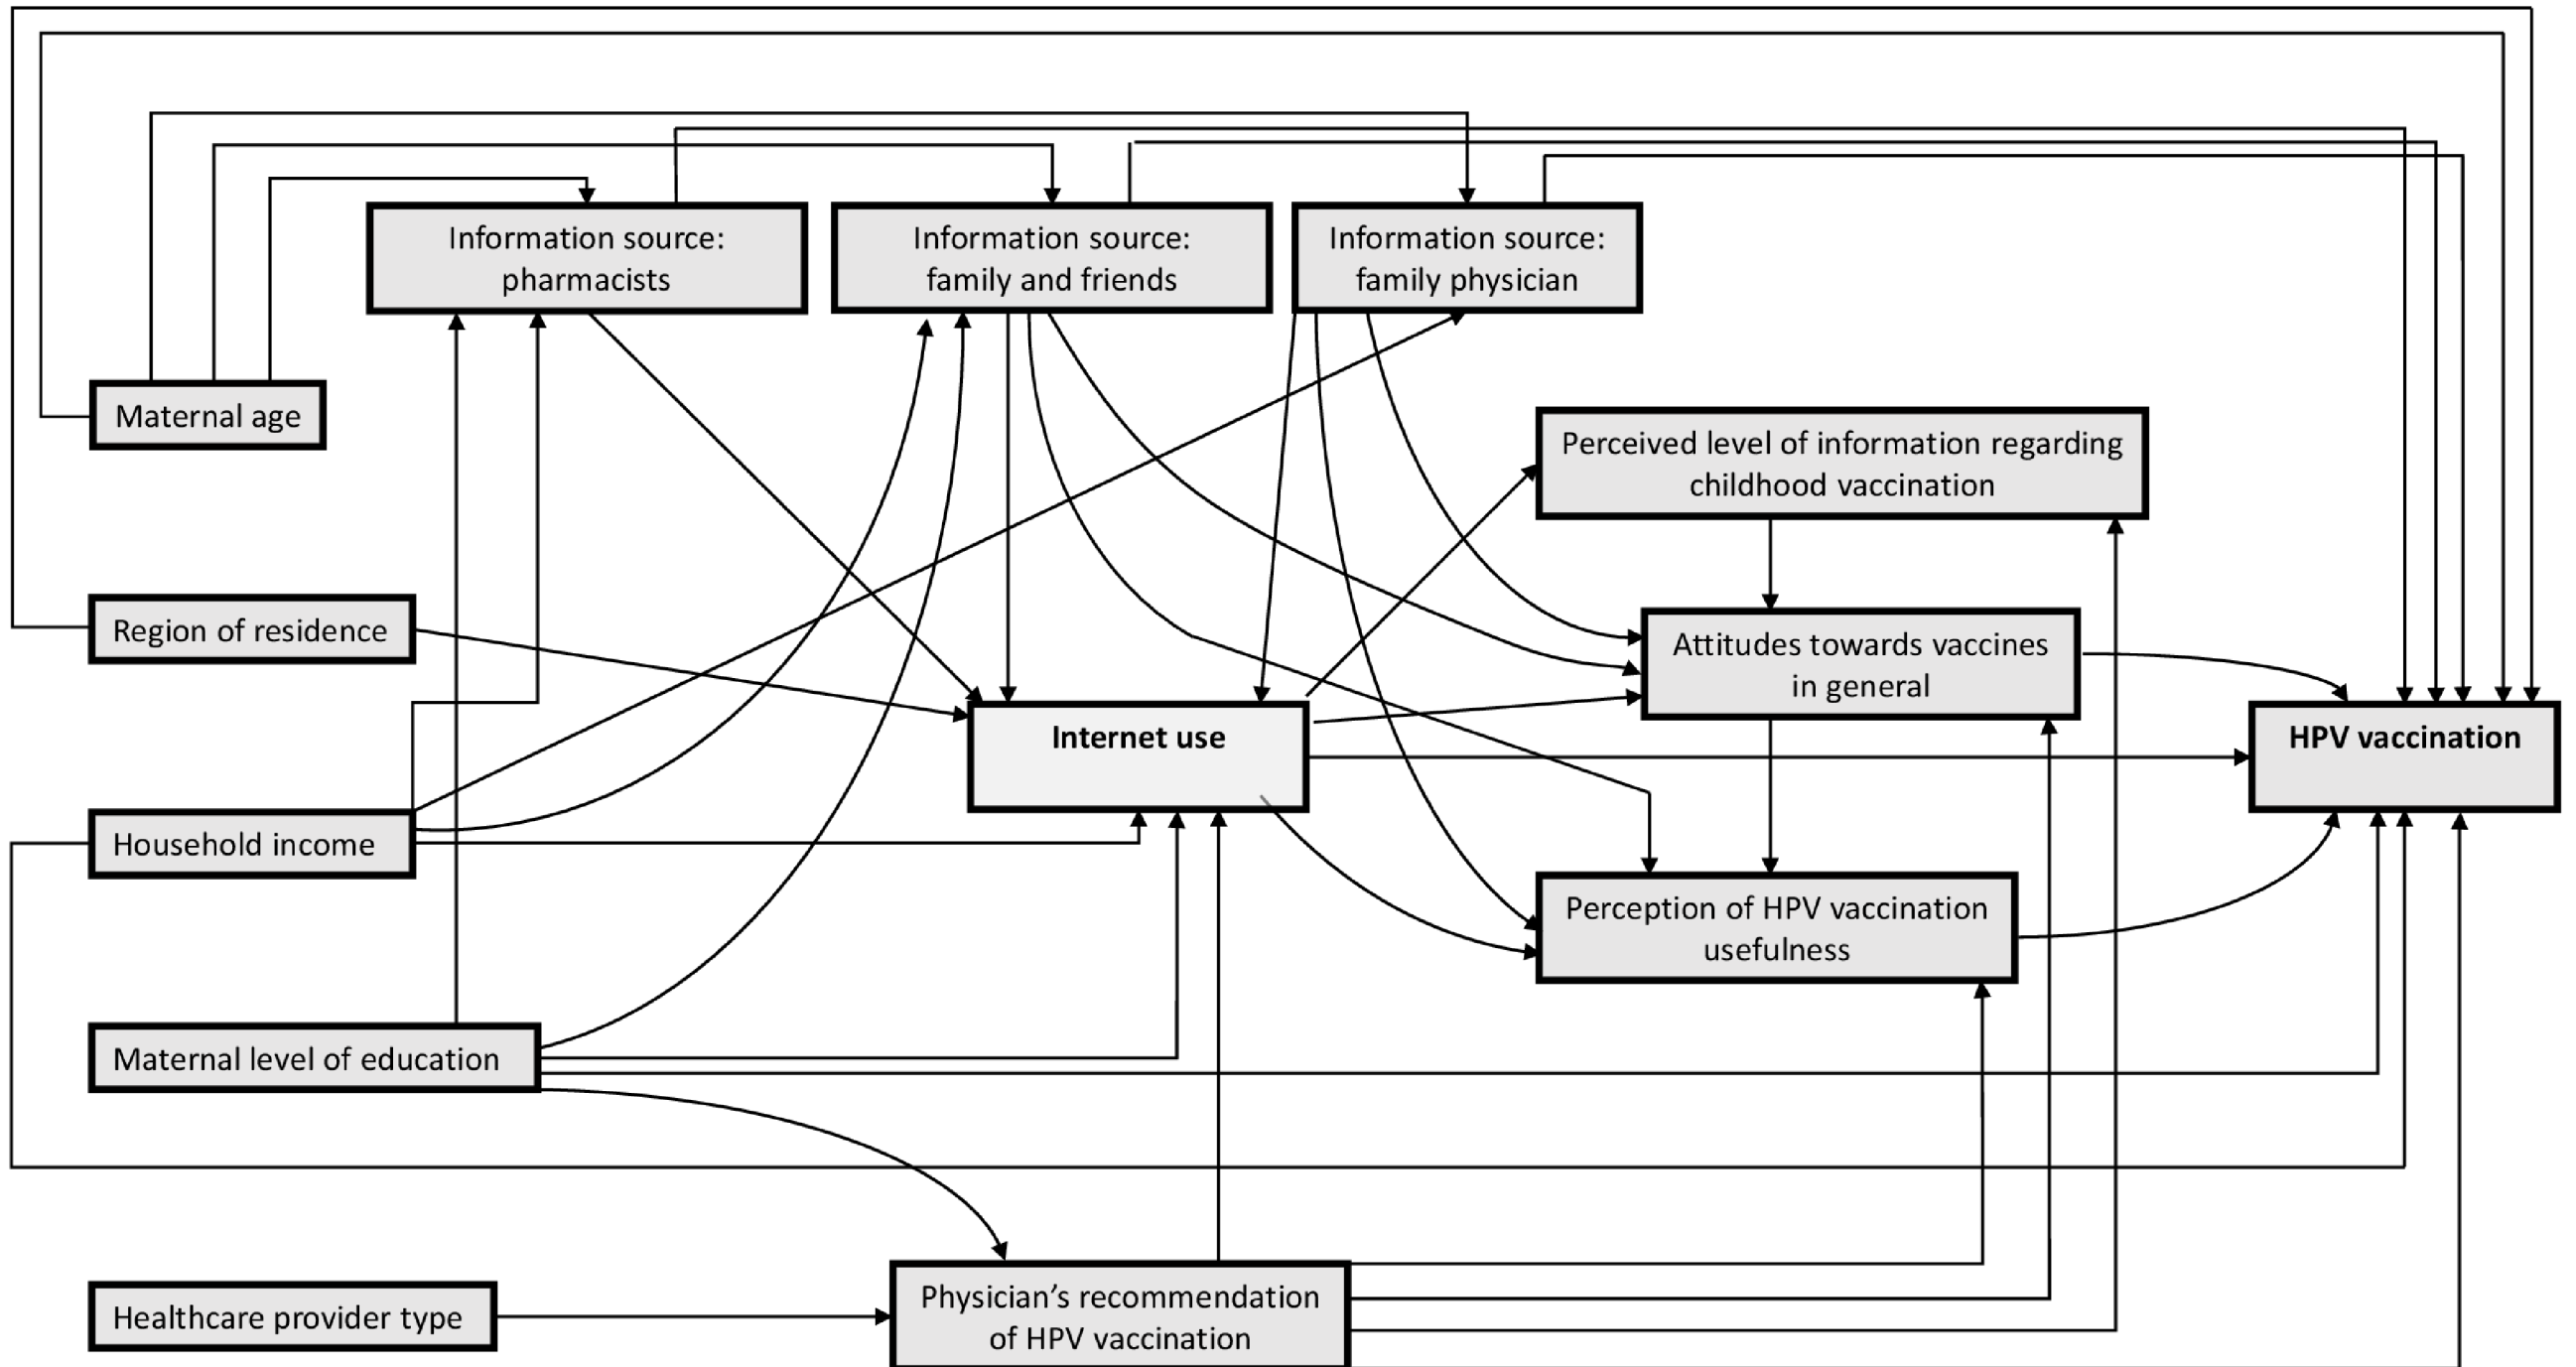 Information source:
pharmacists
Information source:
family and friends
Information source:
family physician
Maternal age
Perceived level of information regarding
childhood vaccination
Region of residence
Attitudes towards vaccines
in general
Internet use
HPV vaccination
Household income
Perception of HPV vaccination
usefulness
Maternal level of education
Healthcare provider type
Physician’s recommendation
of HPV vaccination